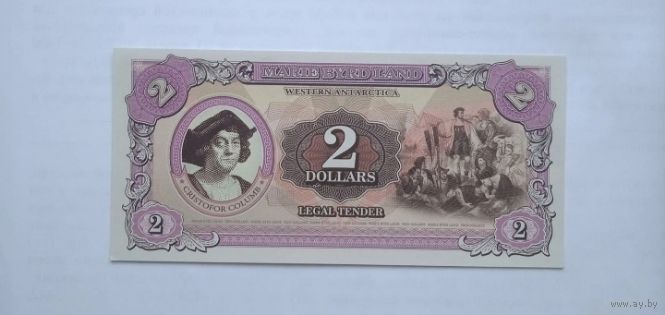 MARIE BYRD LAND
2
2
WESTERN ANTARCTICA
2
DOLLARS
CRISTOFOR COLUMB
LEGAL TENDER
2
2
www.ay.by